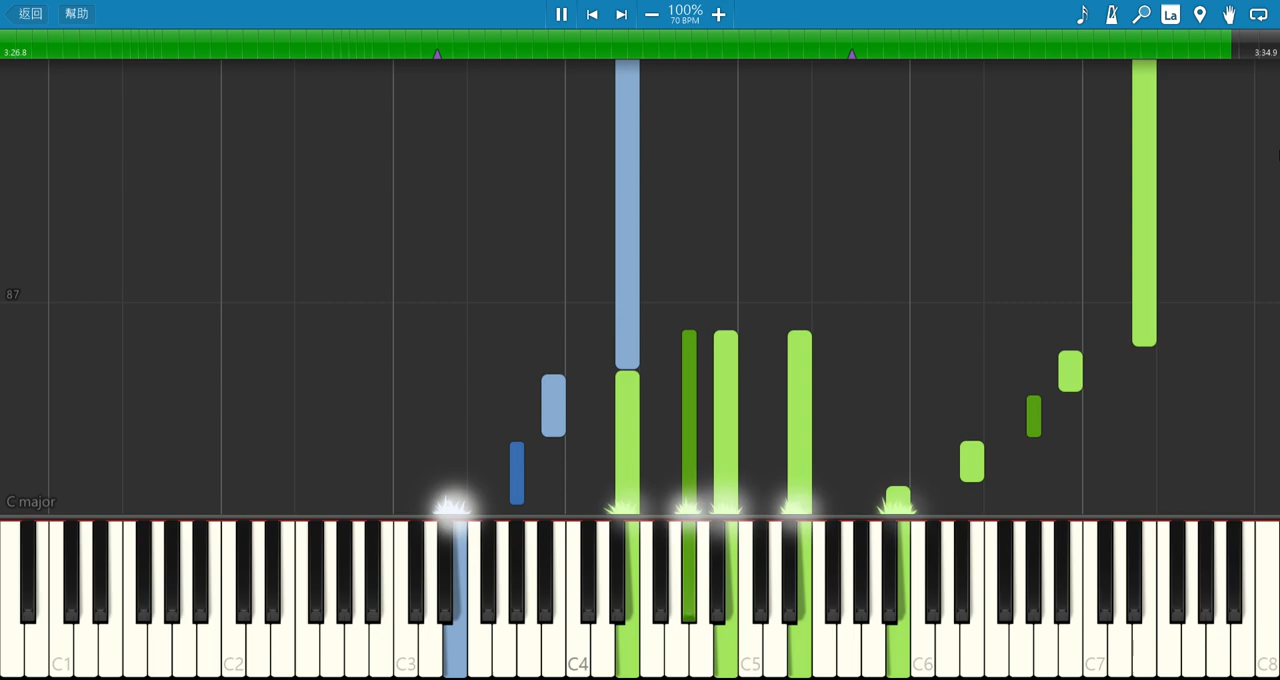 返回 幫助 100% La
70 BPM
3:26.8 3:34.9
87
C major
C1 C2 C3 C4 C5 C6 C7 C8